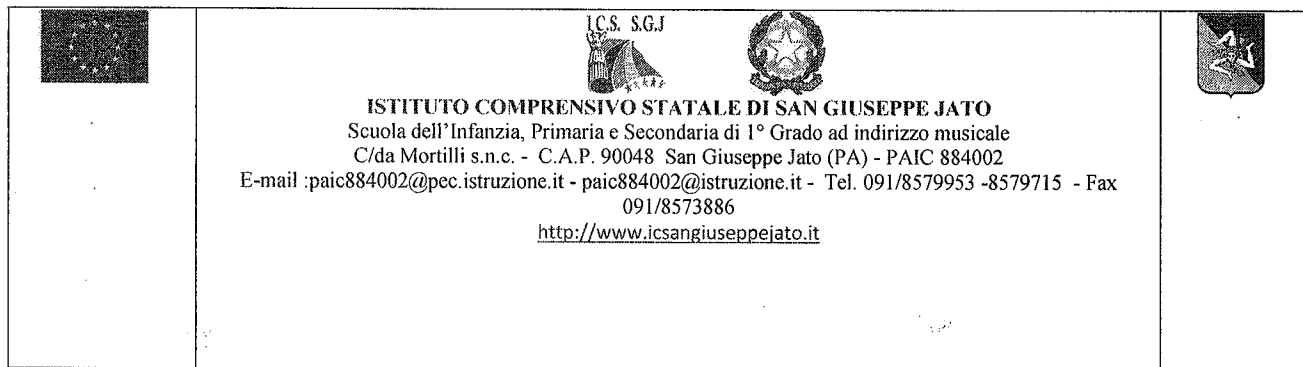 I.C.S. S.G.J
ISTITUTO COMPRENSIVO STATALE DI SAN GIUSEPPE JATO
Scuola dell'Infanzia, Primaria e Secondaria di 1° Grado ad indirizzo musicale
C/da Mortilli s.n.c. - C.A.P. 90048 San Giuseppe Jato (PA) - PAIC 884002
E-mail :paic884002@pec.istruzione.it - paic884002@istruzione.it - Tel. 091/8579953 -8579715 - Fax
091/8573886
http://www.icsangiuseppejato.it